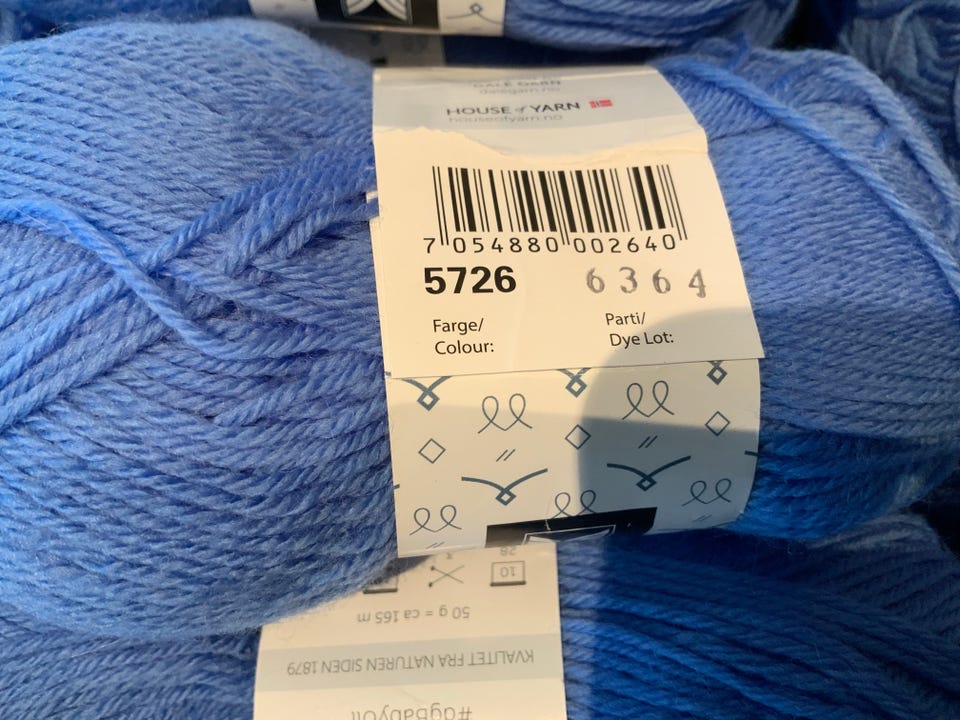 DALE GARN
dalegarn.no
HOUSE of YARN
houseofyarn.no
7 054880 002640
5726 6364
Farge/ Parti/
Colour: Dye Lot:
28
10
50 g = ca 165 m
KVALITET FRA NATUREN SIDEN 1879